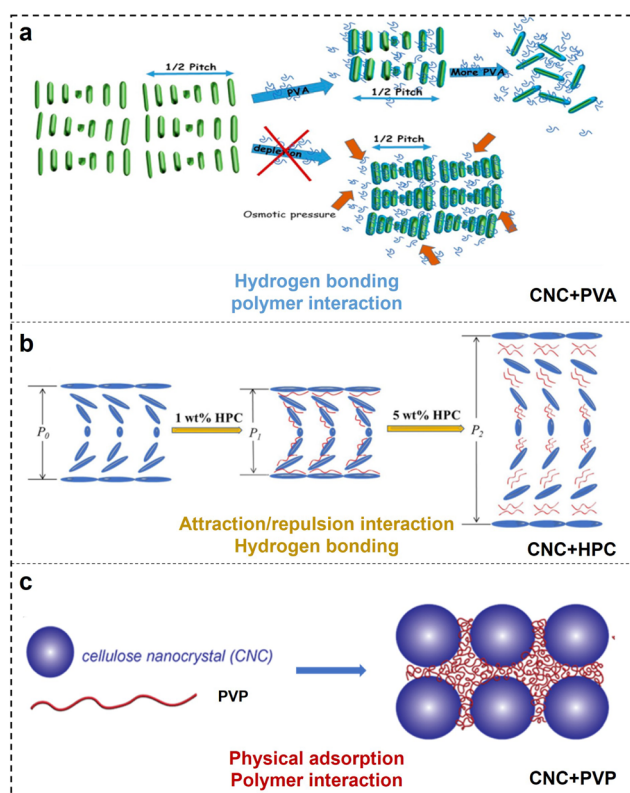 a
1/2 Pitch
PVA
1/2 Pitch
More PVA
depletion
1/2 Pitch
Osmotic pressure
Hydrogen bonding
polymer interaction
CNC+PVA
b
P0
1 wt% HPC
P1
5 wt% HPC
P2
Attraction/repulsion interaction
Hydrogen bonding
CNC+HPC
c
cellulose nanocrystal (CNC)
PVP
Physical adsorption
Polymer interaction
CNC+PVP